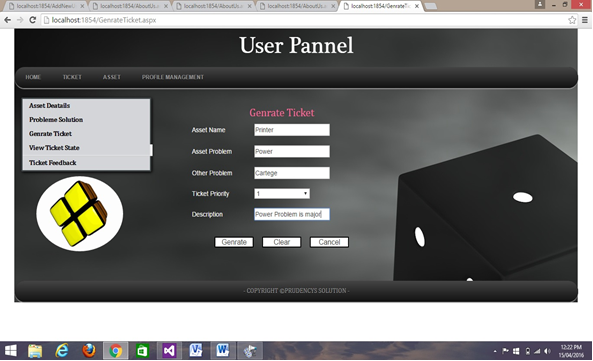 localhost:1854/AddNew
localhost:1854/AboutUs.a
localhost:1854/AboutUs.a
localhost:1854/AboutUs.a
localhost:1854/GenrateT
localhost:1854/GenrateTicket.aspx
User Pannel
HOME TICKET ASSET PROFILE MANAGEMENT
Asset Deatails
Probleme Solution
Genrate Ticket
View Ticket State
Ticket Feedback
Genrate Ticket
Asset Name Printer
Asset Problem Power
Other Problem Cartege
Ticket Priority 1
Description Power Problem is major
Genrate Clear Cancel
- COPYRIGHT ©PRUDENCYS SOLUTION -
12:22 PM
15/04/2016